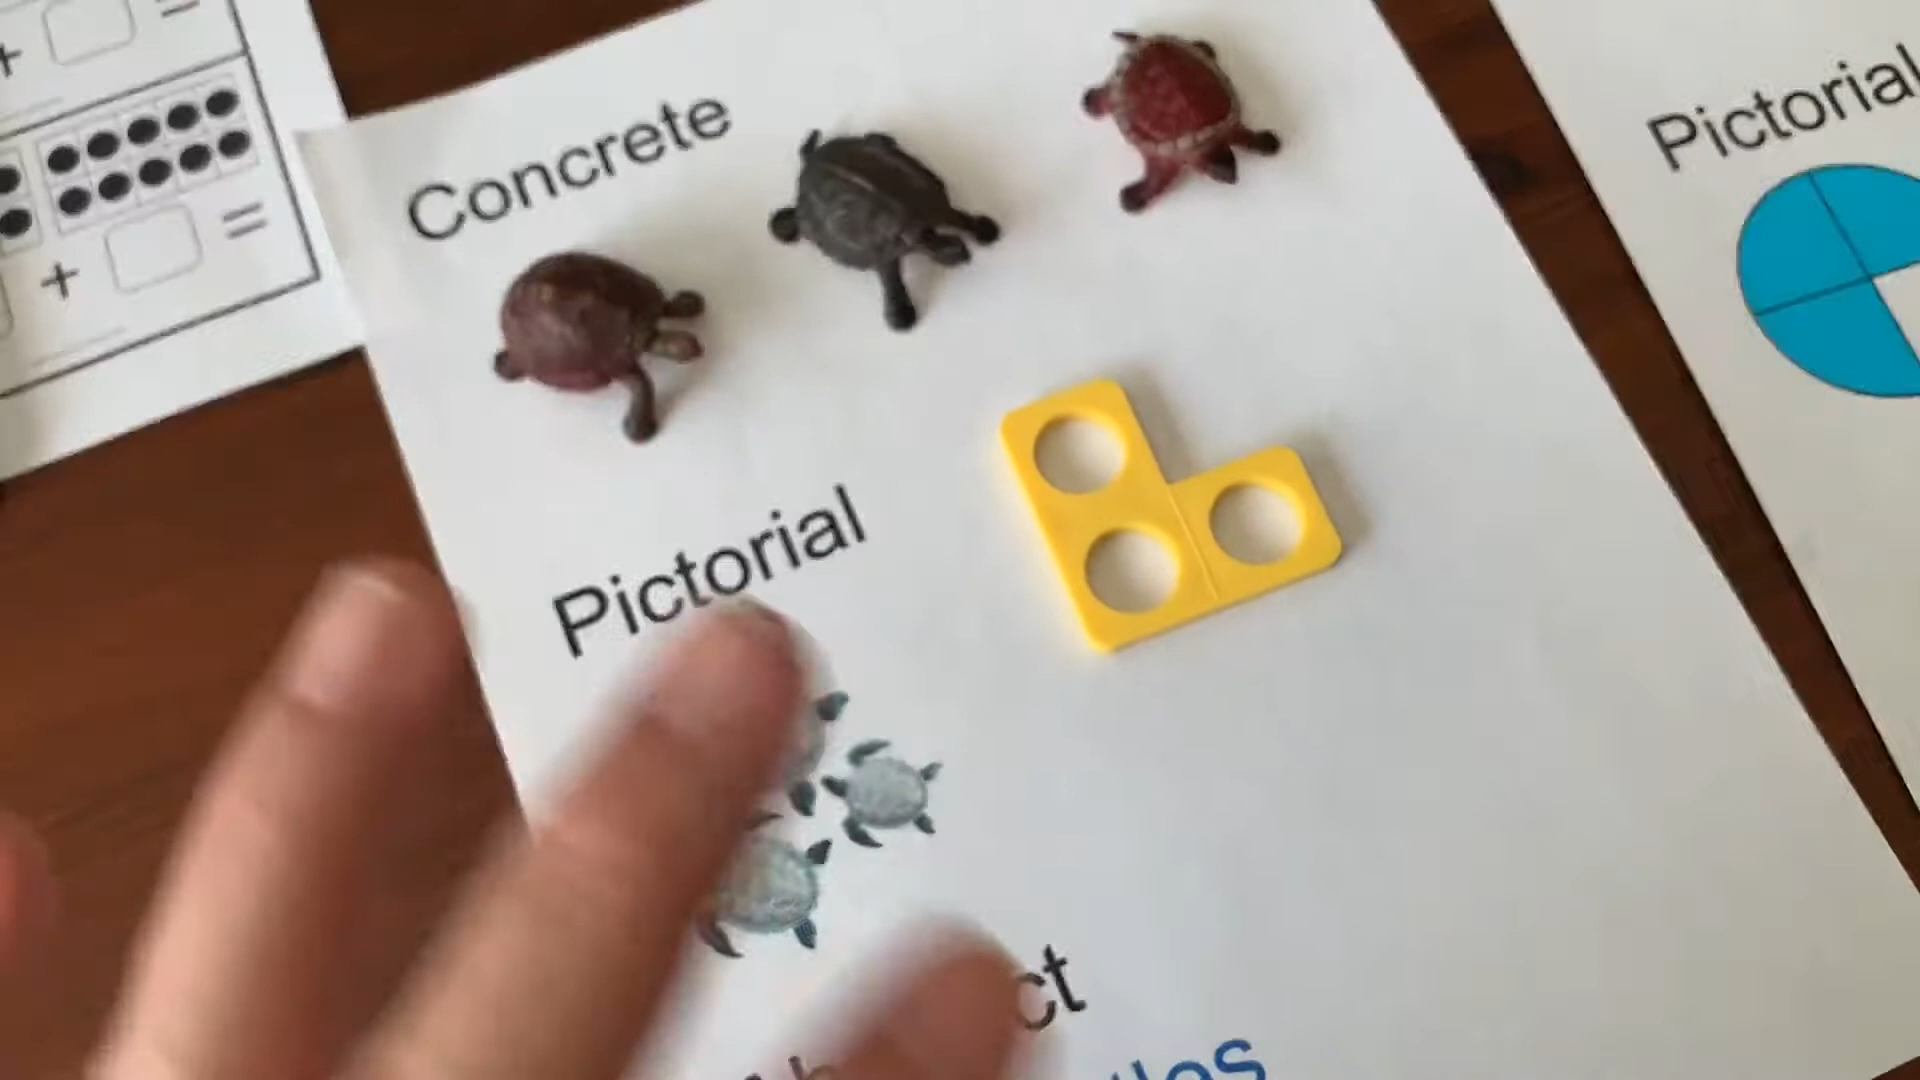 + =
+ =
Concrete
Pictorial
Pictorial